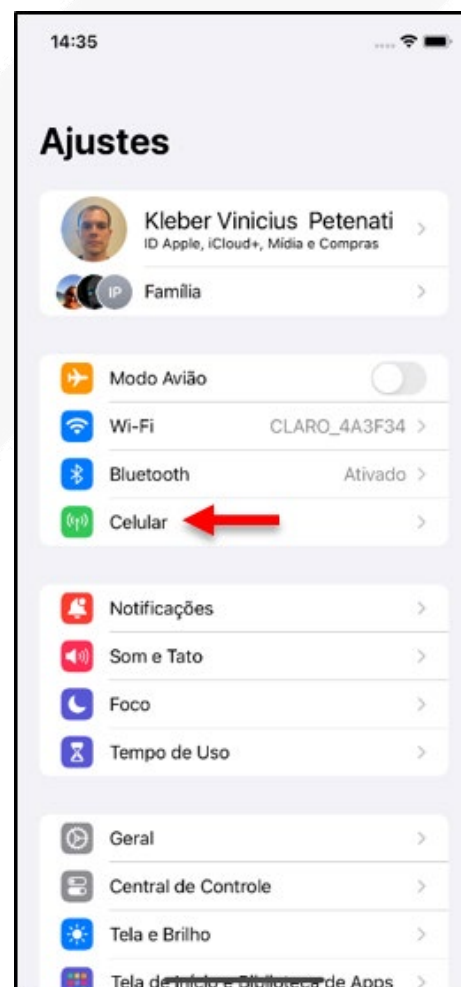 14:35
Ajustes
Kleber Vinicius Petenati
ID Apple, iCloud+, Mídia e Compras
IP
Família
Modo Avião
Wi-Fi CLARO_4A3F34
Bluetooth Ativado
Celular
Notificações
Som e Tato
Foco
Tempo de Uso
Geral
Central de Controle
Tela e Brilho
Tela de Início e Biblioteca de Apps